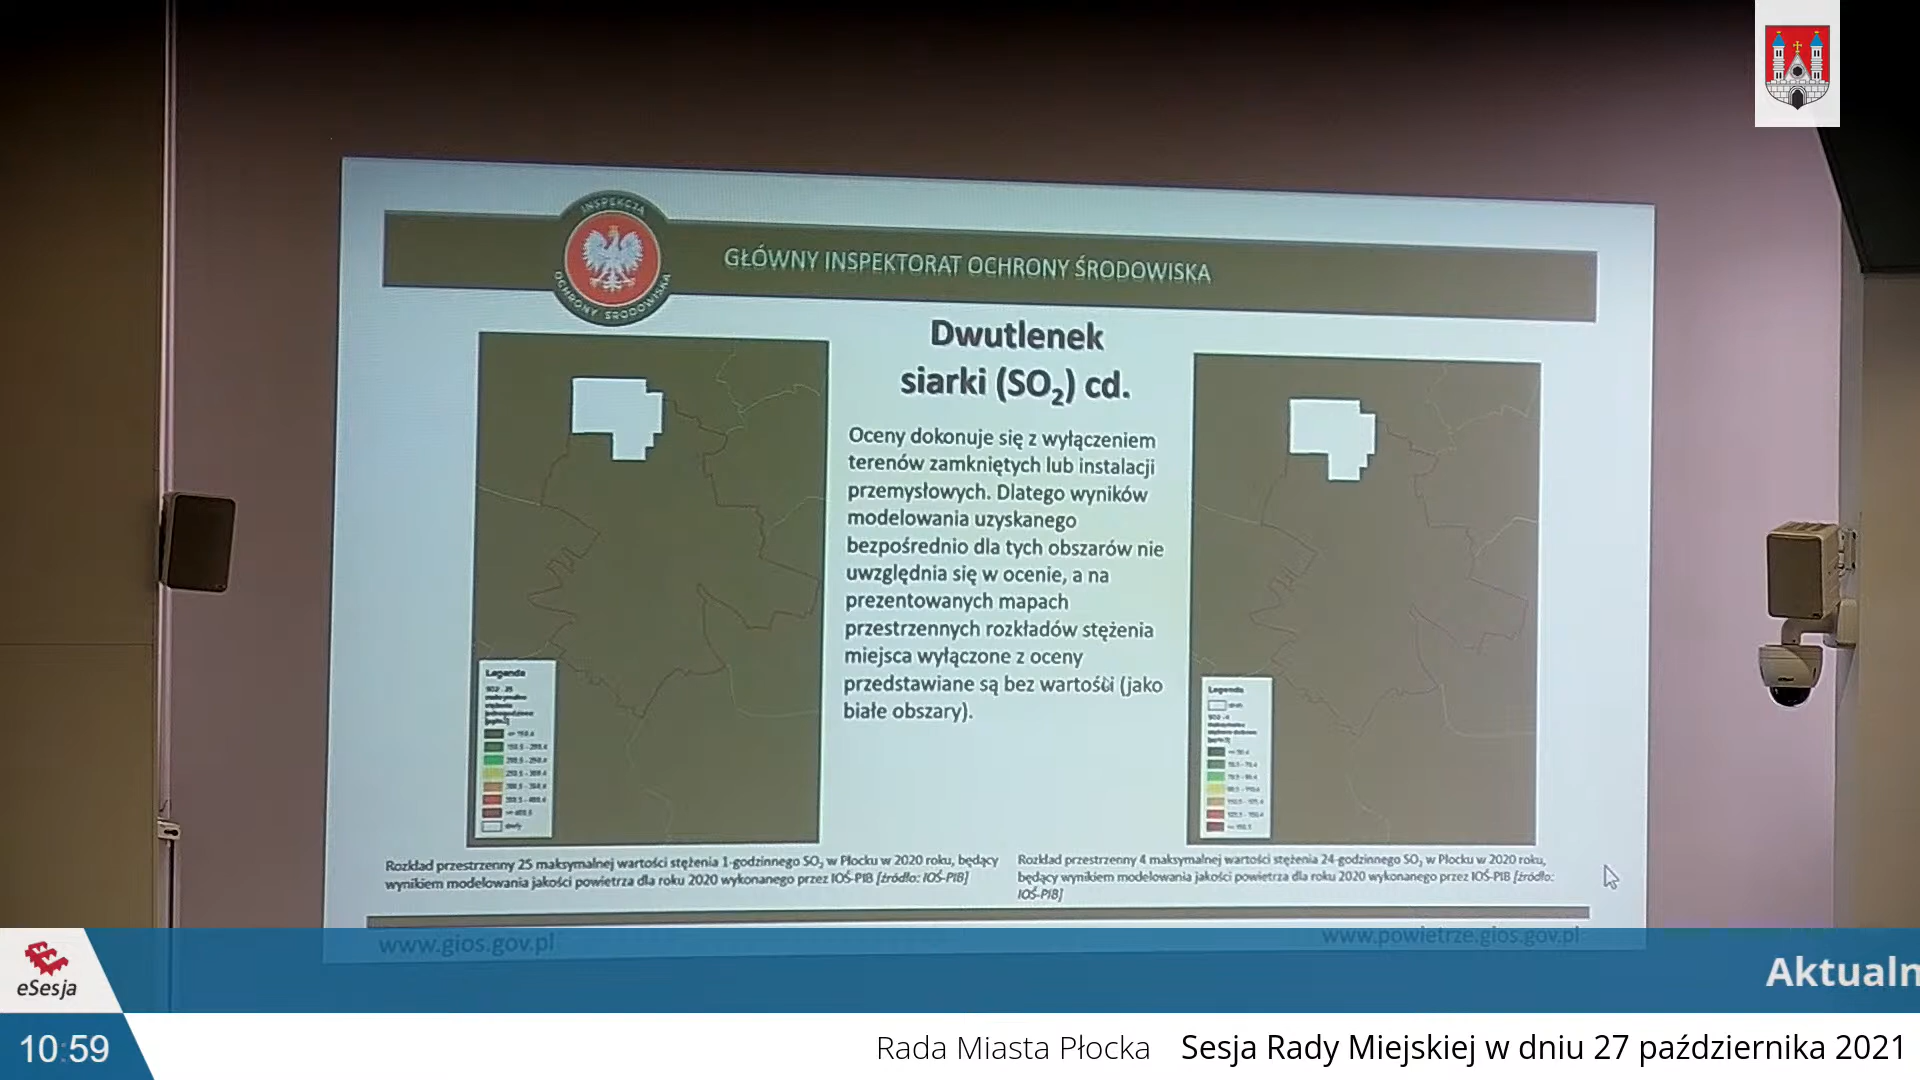 INSPEKCJA
OCHRONY ŚRODOWISKA
GŁÓWNY INSPEKTORAT OCHRONY ŚRODOWISKA
Dwutlenek
siarki (SO₂) cd.
Oceny dokonuje się z wyłączeniem
terenów zamkniętych lub instalacji
przemysłowych. Dlatego wyników
modelowania uzyskanego
bezpośrednio dla tych obszarów nie
uwzględnia się w ocenie, a na
prezentowanych mapach
przestrzennych rozkładów stężenia
miejsca wyłączone z oceny
przedstawiane są bez wartości (jako
białe obszary).
Legenda
Legenda
Rozkład przestrzenny 25 maksymalnej wartości stężenia 1-godzinnego SO₂ w Płocku w 2020 roku, będący
wynikiem modelowania jakości powietrza dla roku 2020 wykonanego przez IOŚ-PIB [źródło: IOŚ-PIB]
Rozkład przestrzenny 4 maksymalnej wartości stężenia 24-godzinnego SO₂ w Płocku w 2020 roku,
będący wynikiem modelowania jakości powietrza dla roku 2020 wykonanego przez IOŚ-PIB [źródło:
IOŚ-PIB]
www.gios.gov.pl
www.powietrze.gios.gov.pl
eSesja
Aktualn
10:59
Rada Miasta Płocka Sesja Rady Miejskiej w dniu 27 października 2021